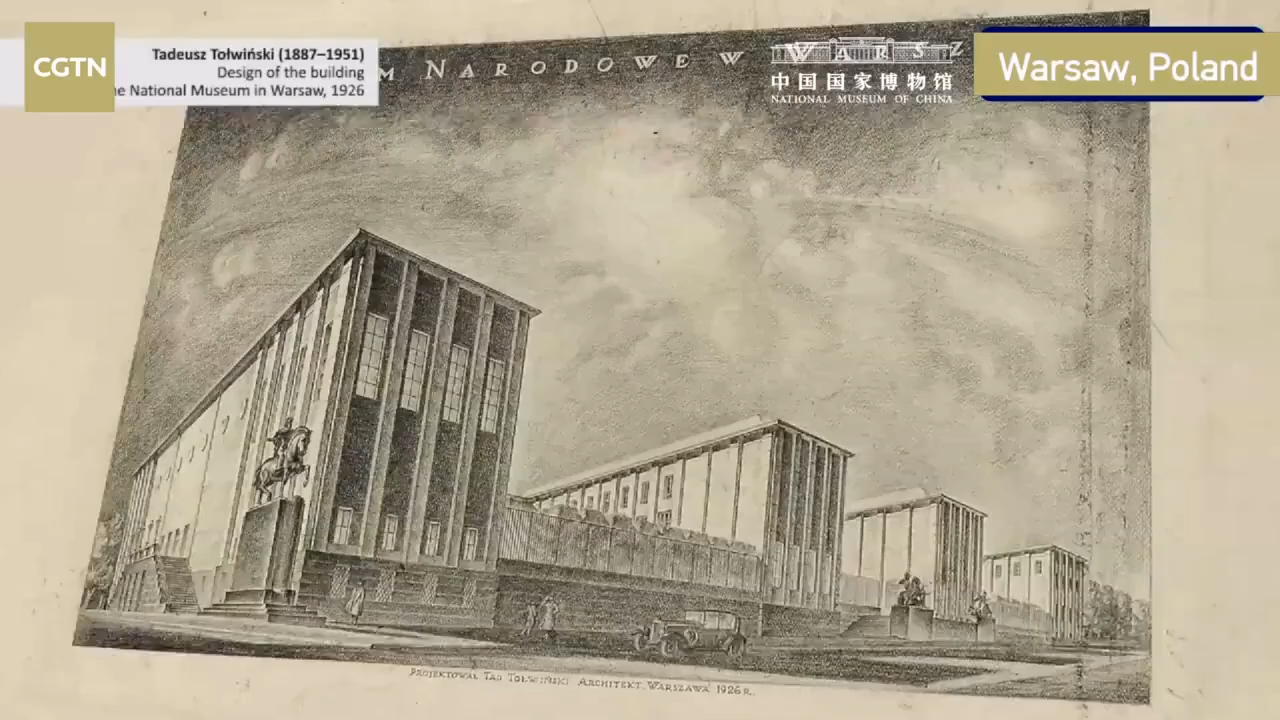 CGTN
Tadeusz Tołwiński (1887–1951)
Design of the building
National Museum in Warsaw, 1926
M NARODOWE W WARSZ
中国国家博物馆
NATIONAL MUSEUM OF CHINA
Warsaw, Poland
PROJEKTOWAŁ TAD TOŁWIŃSKI ARCHITEKT. WARSZAWA 1926 R.